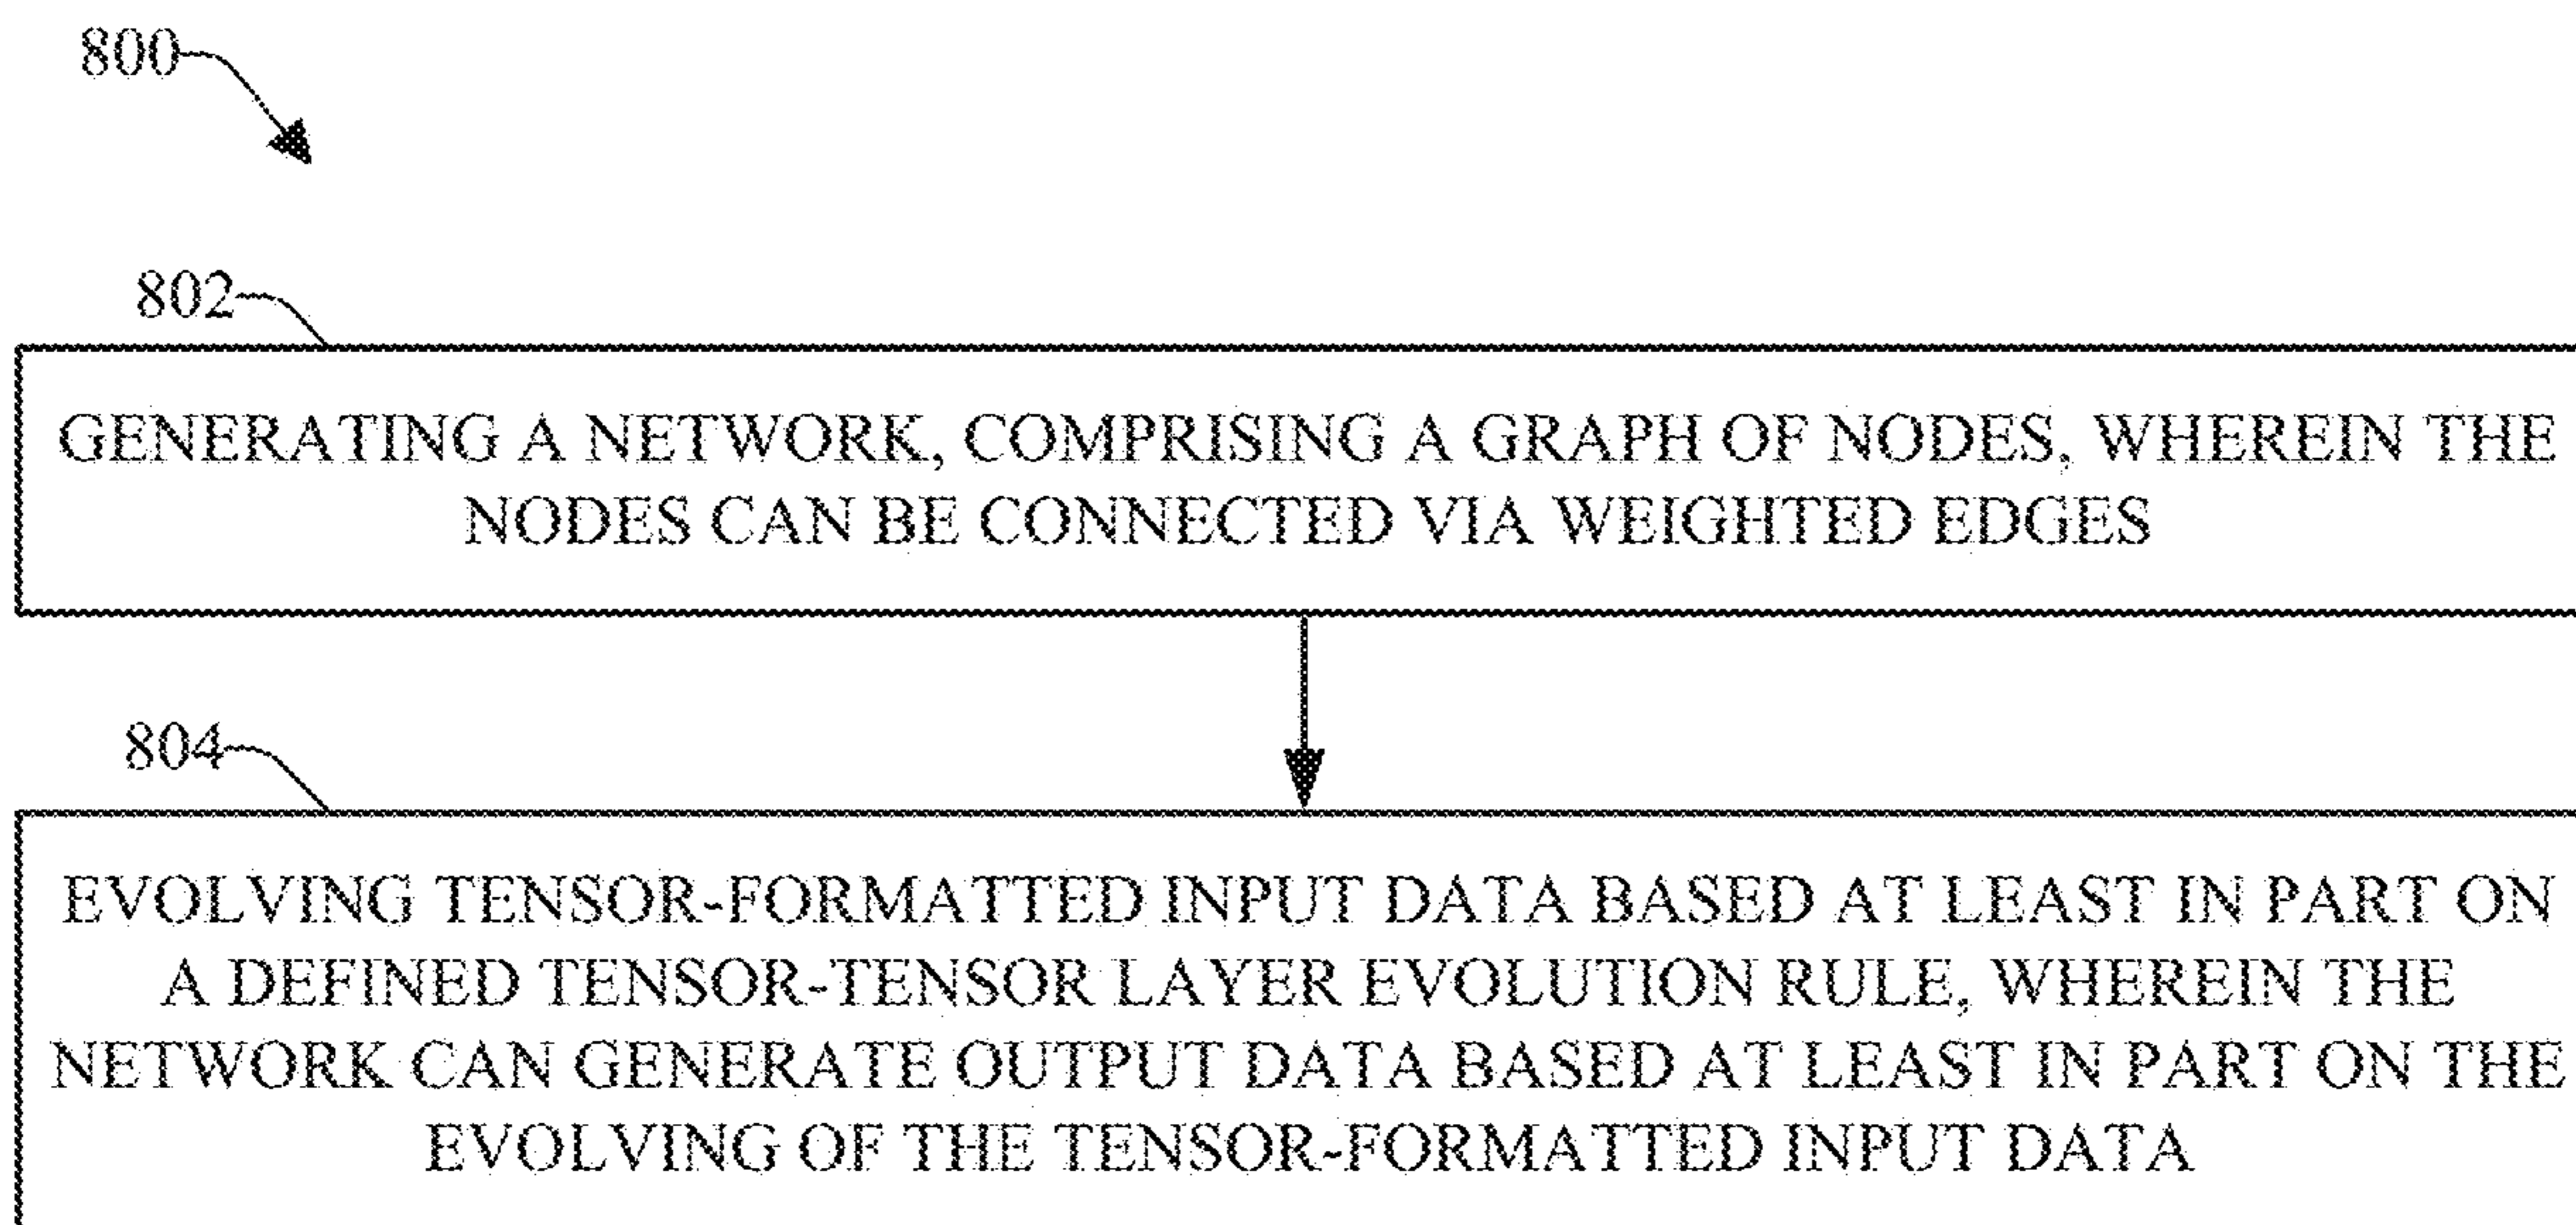 800
802
GENERATING A NETWORK, COMPRISING A GRAPH OF NODES, WHEREIN THE
NODES CAN BE CONNECTED VIA WEIGHTED EDGES
804
EVOLVING TENSOR-FORMATTED INPUT DATA BASED AT LEAST IN PART ON
A DEFINED TENSOR-TENSOR LAYER EVOLUTION RULE, WHEREIN THE
NETWORK CAN GENERATE OUTPUT DATA BASED AT LEAST IN PART ON THE
EVOLVING OF THE TENSOR-FORMATTED INPUT DATA